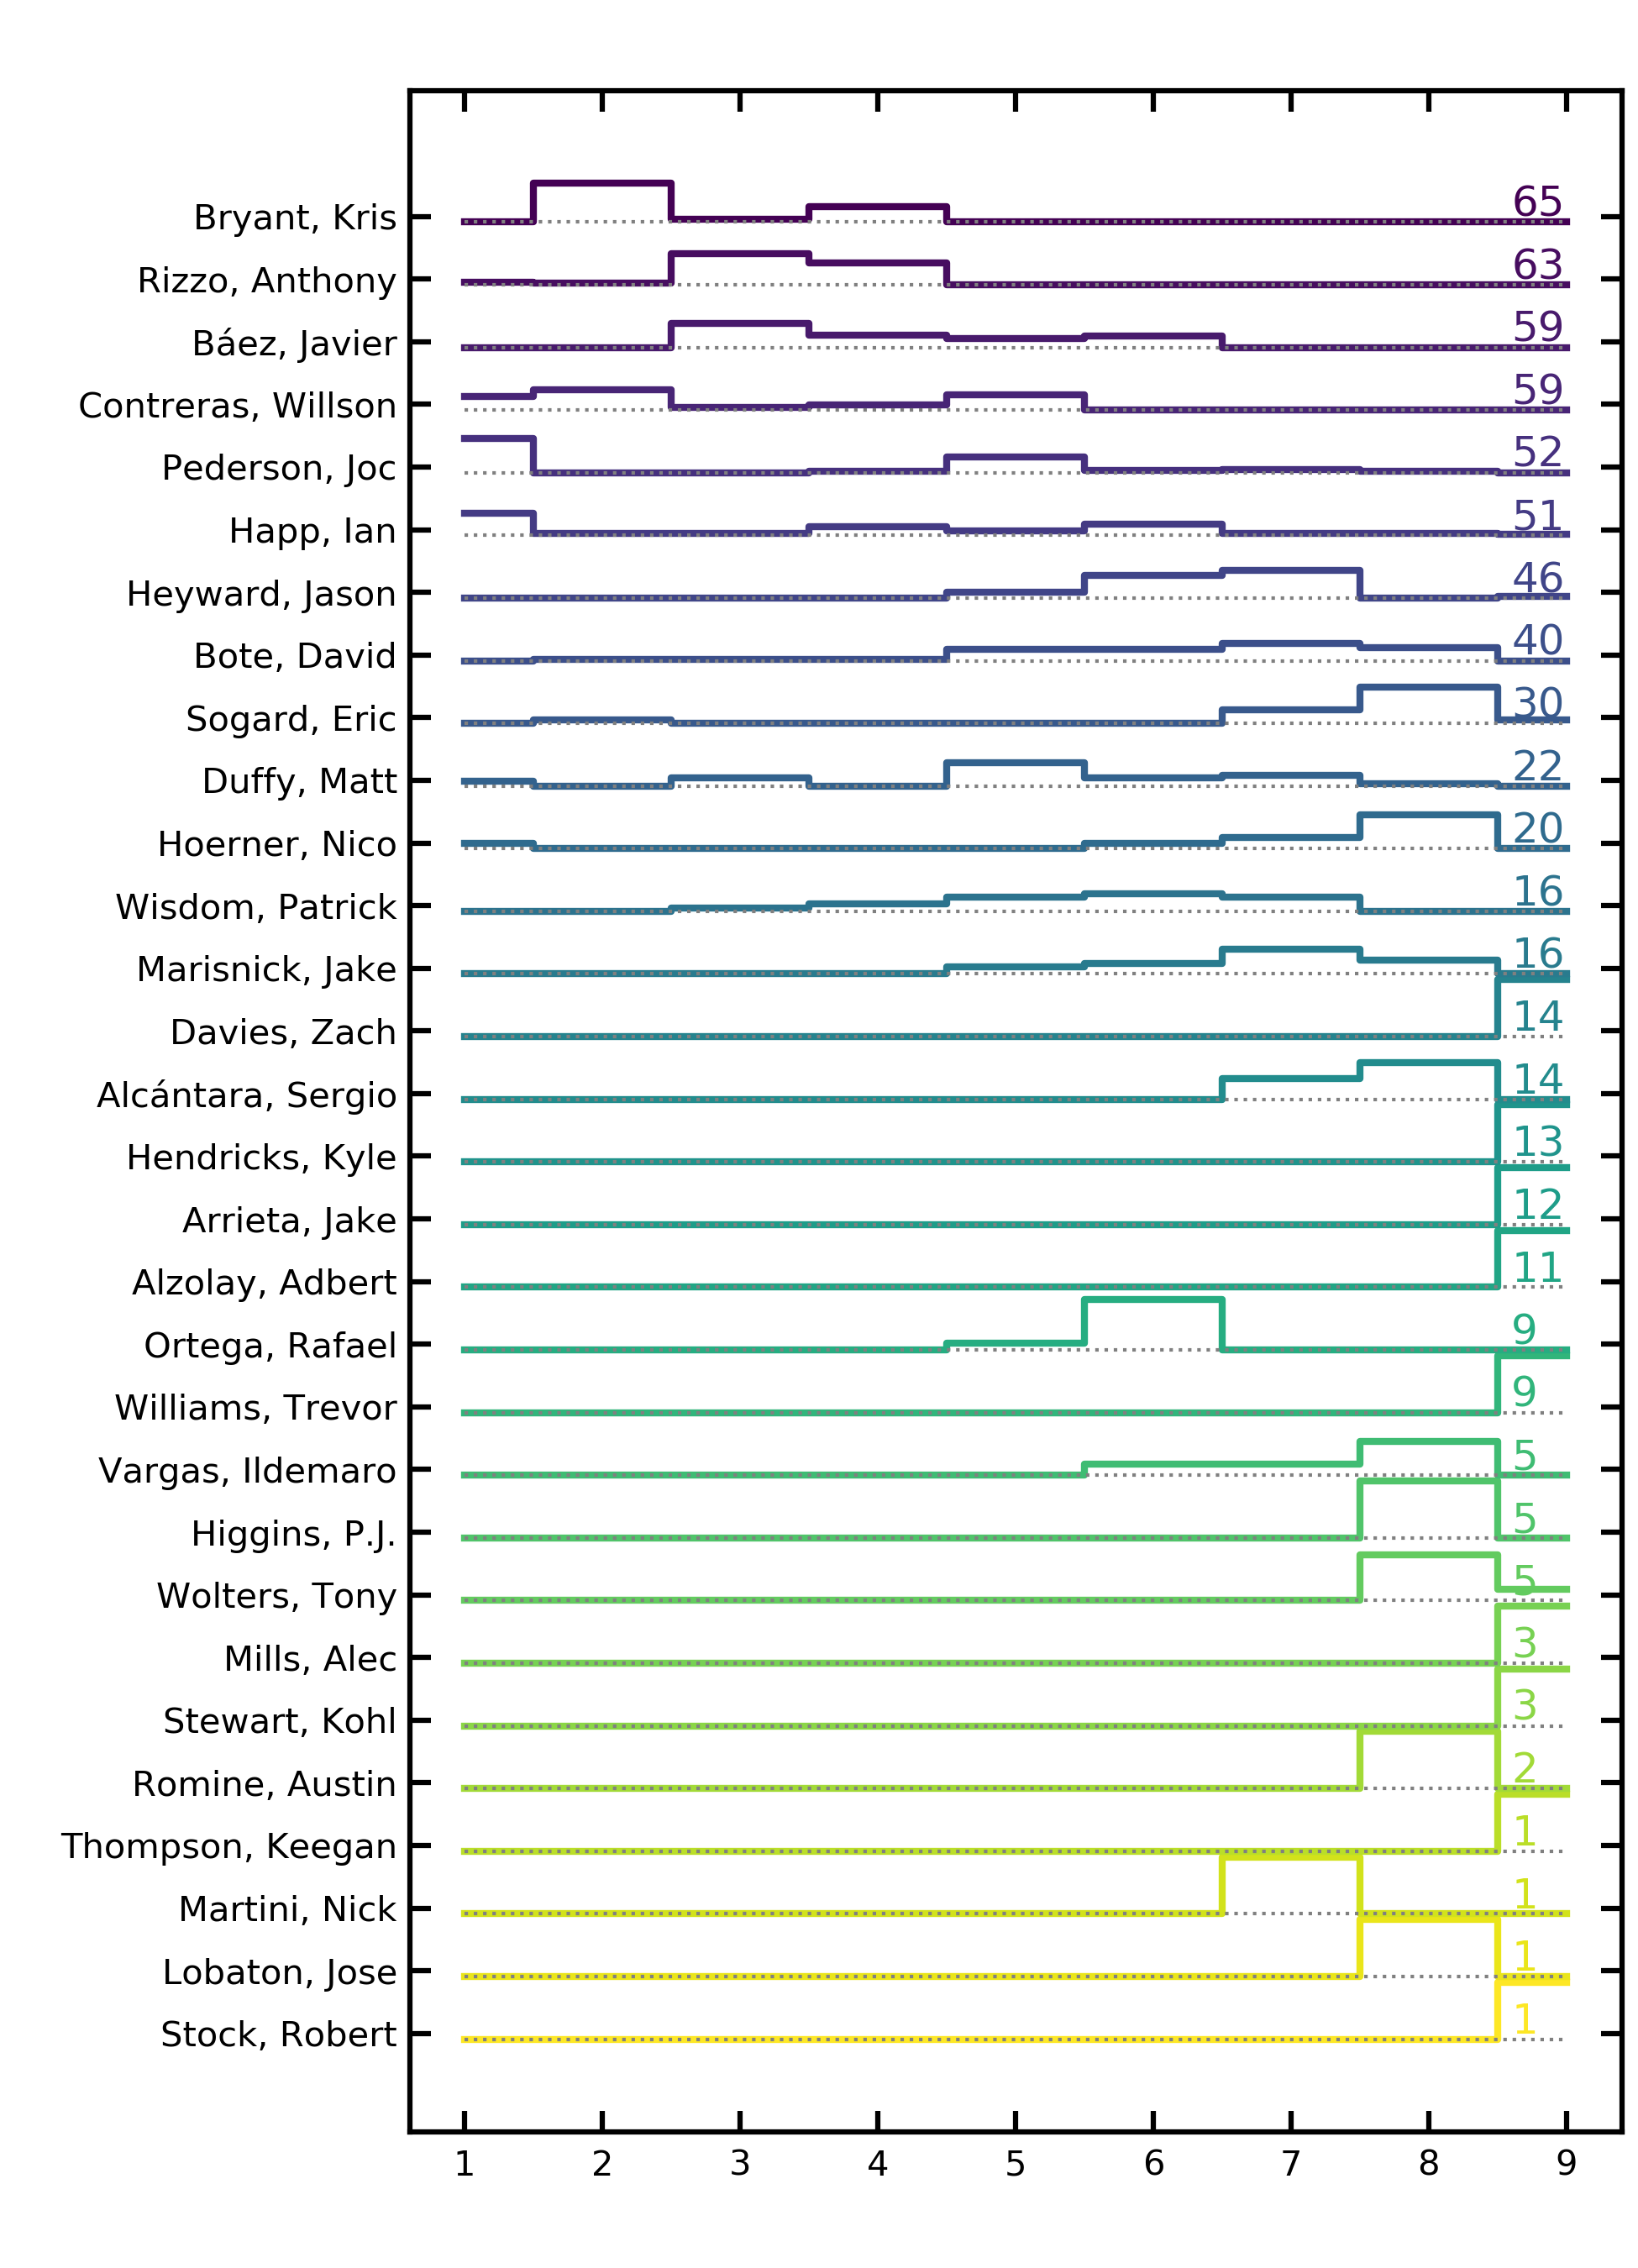 Bryant, Kris 65
Rizzo, Anthony 63
Báez, Javier 59
Contreras, Willson 59
Pederson, Joc 52
Happ, Ian 51
Heyward, Jason 46
Bote, David 40
Sogard, Eric 30
Duffy, Matt 22
Hoerner, Nico 20
Wisdom, Patrick 16
Marisnick, Jake 16
Davies, Zach 14
Alcántara, Sergio 14
Hendricks, Kyle 13
Arrieta, Jake 12
Alzolay, Adbert 11
Ortega, Rafael 9
Williams, Trevor 9
Vargas, Ildemaro 5
Higgins, P.J. 5
Wolters, Tony 5
Mills, Alec 3
Stewart, Kohl 3
Romine, Austin 2
Thompson, Keegan 1
Martini, Nick 1
Lobaton, Jose 1
Stock, Robert 1
1 2 3 4 5 6 7 8 9